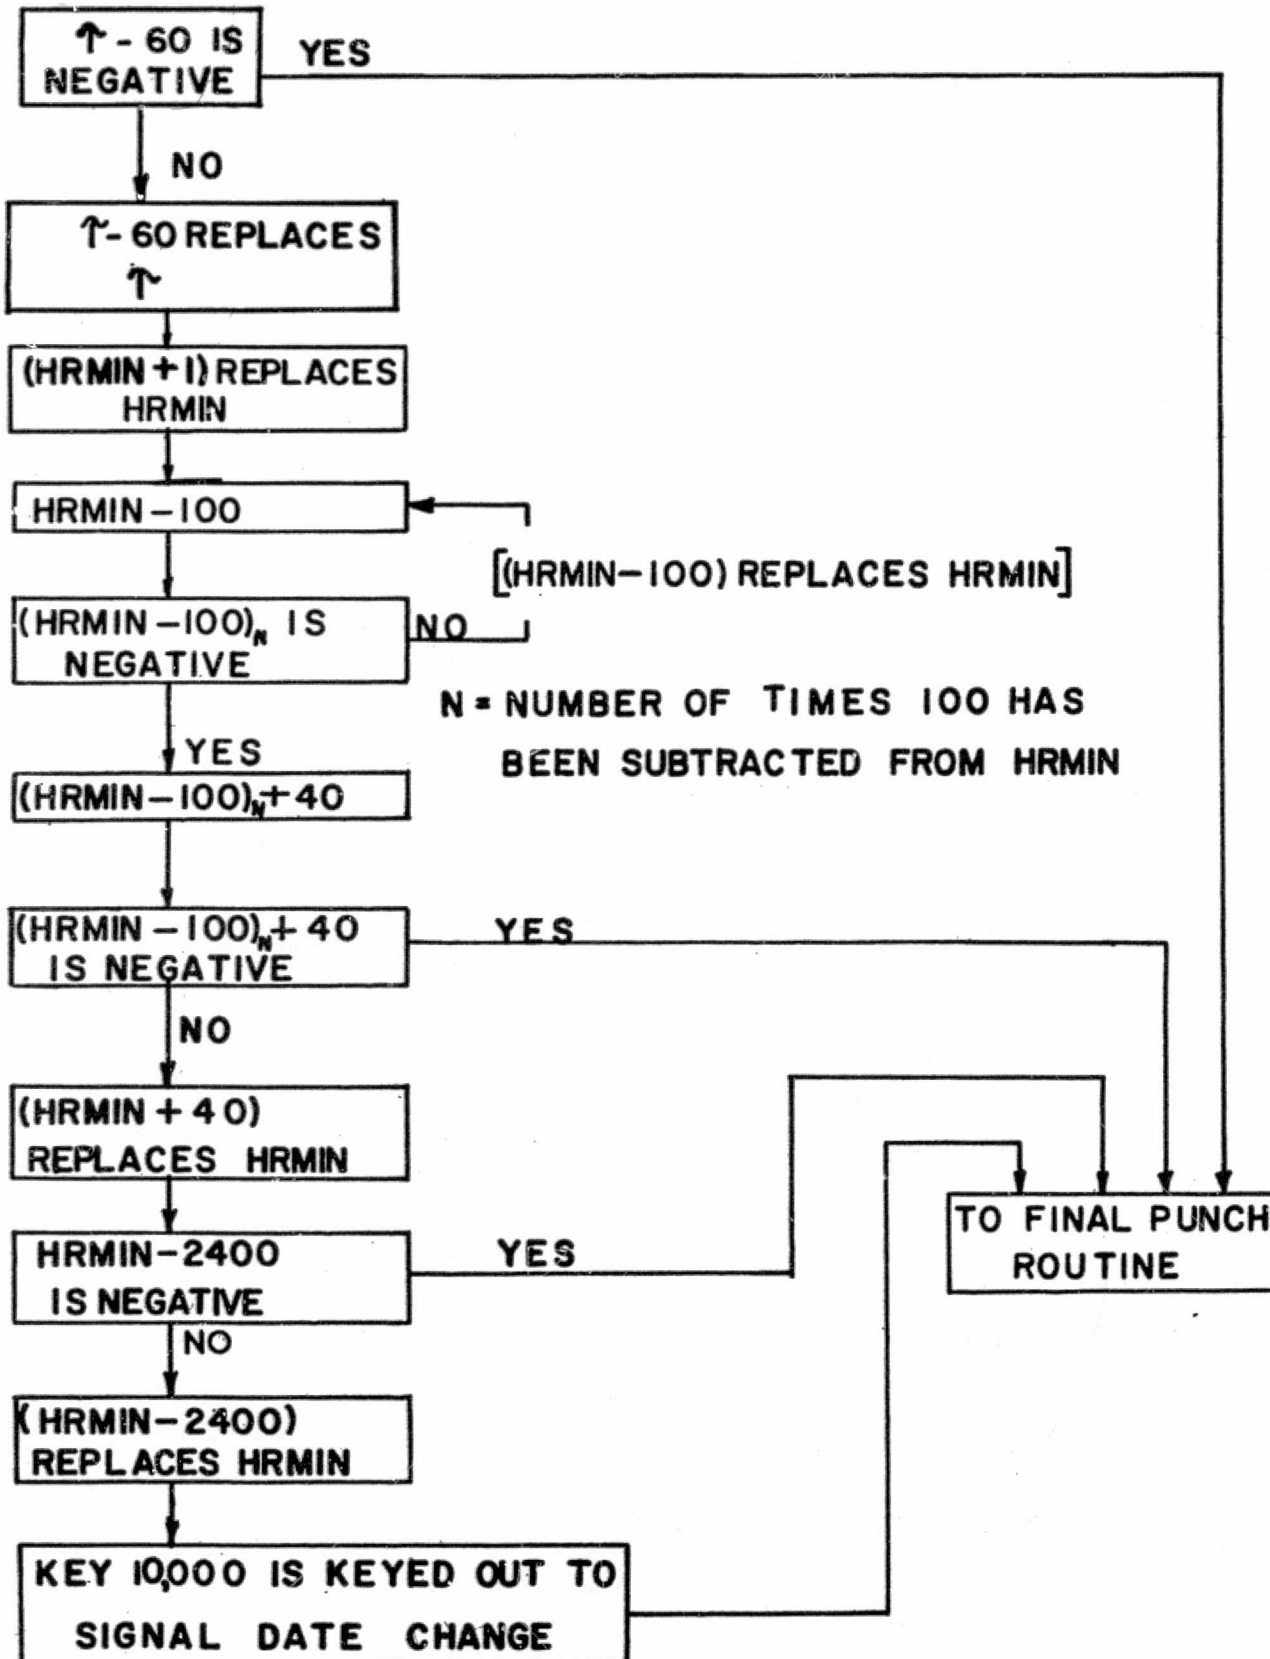 ↑ - 60 IS
NEGATIVE
YES
NO
↑ - 60 REPLACES
↑
(HRMIN + 1) REPLACES
HRMIN
HRMIN - 100
[(HRMIN - 100) REPLACES HRMIN]
(HRMIN - 100)N IS
NEGATIVE
NO
N = NUMBER OF TIMES 100 HAS
BEEN SUBTRACTED FROM HRMIN
YES
(HRMIN - 100)N + 40
(HRMIN - 100)N + 40
IS NEGATIVE
YES
NO
(HRMIN + 40)
REPLACES HRMIN
HRMIN - 2400
IS NEGATIVE
YES
TO FINAL PUNCH
ROUTINE
NO
(HRMIN - 2400)
REPLACES HRMIN
KEY 10,000 IS KEYED OUT TO
SIGNAL DATE CHANGE